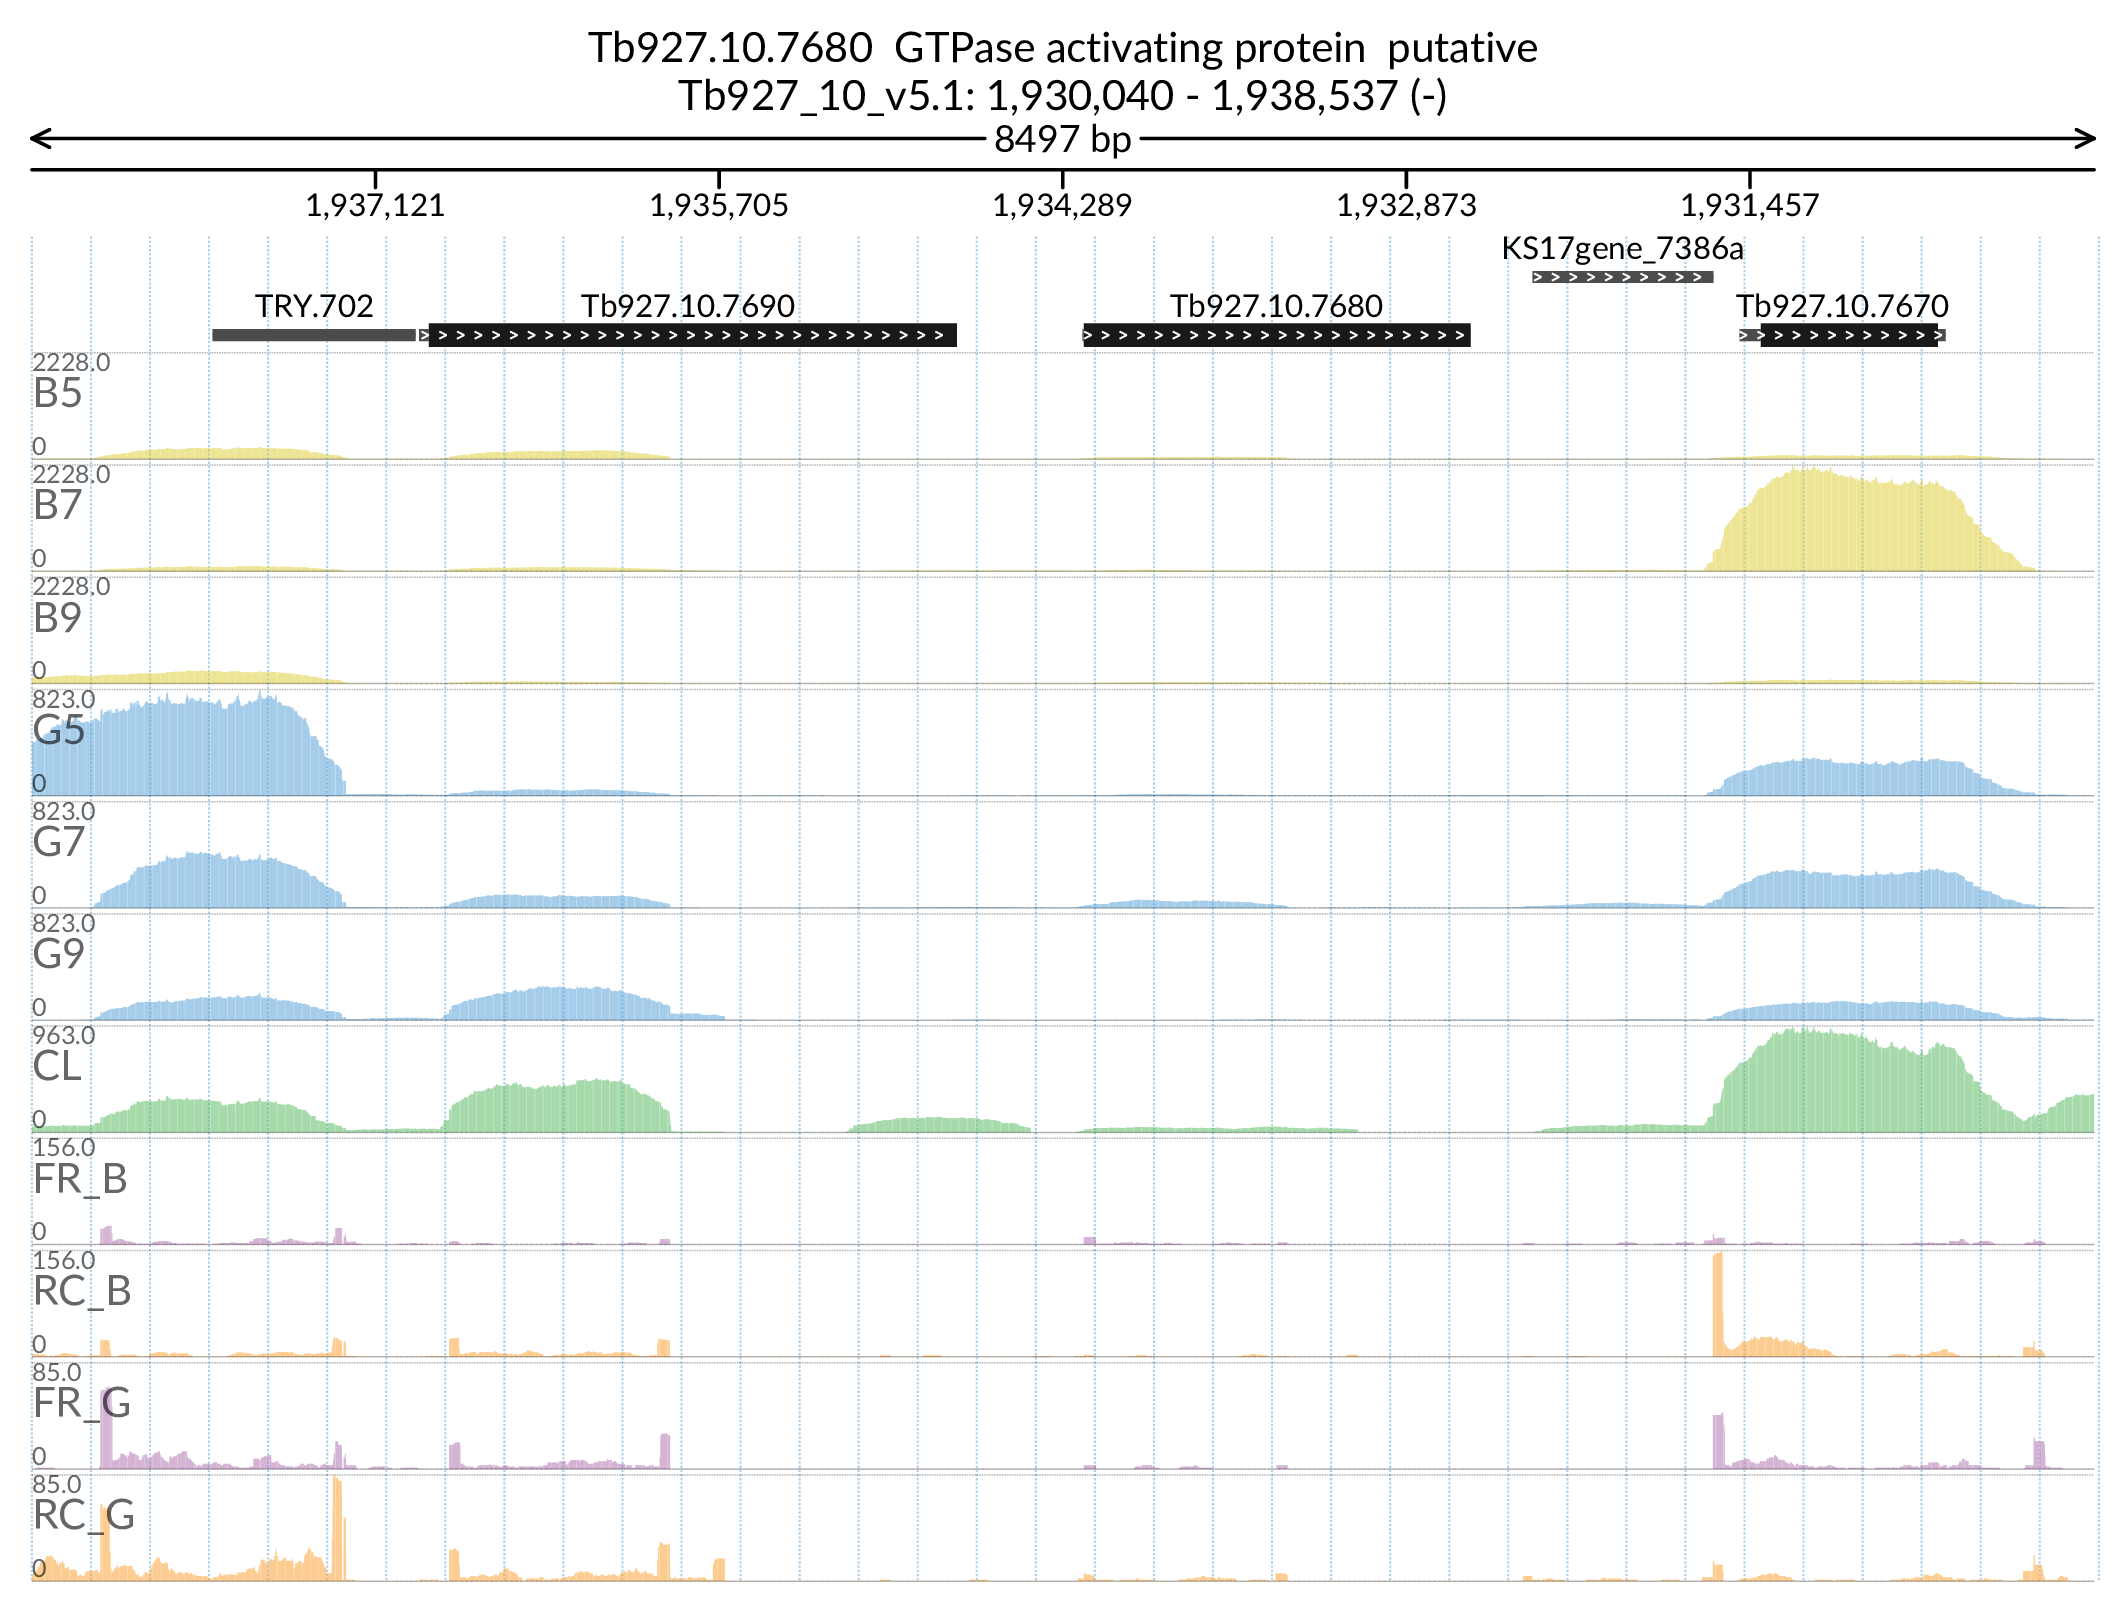 Tb927.10.7680  GTPase activating protein  putative
Tb927_10_v5.1: 1,930,040 - 1,938,537 (-)
8497 bp
1,937,121 1,935,705 1,934,289 1,932,873 1,931,457
KS17gene_7386a
TRY.702 Tb927.10.7690 Tb927.10.7680 Tb927.10.7670
2228.0
B5
0
2228.0
B7
0
2228.0
B9
0
823.0
G5
0
823.0
G7
0
823.0
G9
0
963.0
CL
0
156.0
FR_B
0
156.0
RC_B
0
85.0
FR_G
0
85.0
RC_G
0